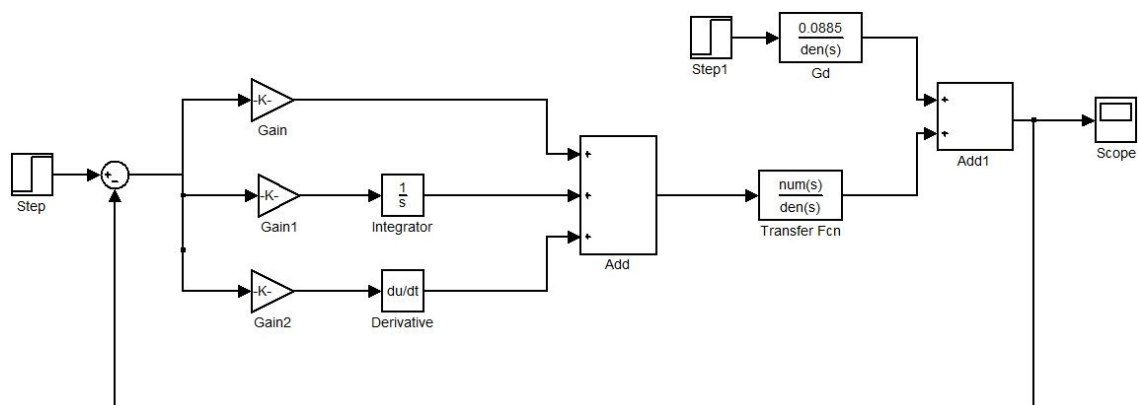 Step
+
-
-K-
Gain
-K-
Gain1
1
s
Integrator
-K-
Gain2
du/dt
Derivative
+
+
+
Add
Step1
0.0885
den(s)
Gd
num(s)
den(s)
Transfer Fcn
+
+
Add1
Scope